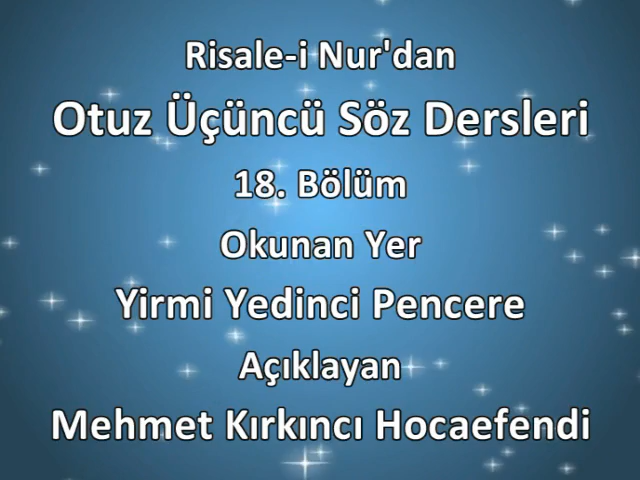 Risale-i Nur'dan
Otuz Üçüncü Söz Dersleri
18. Bölüm
Okunan Yer
Yirmi Yedinci Pencere
Açıklayan
Mehmet Kırkıncı Hocaefendi